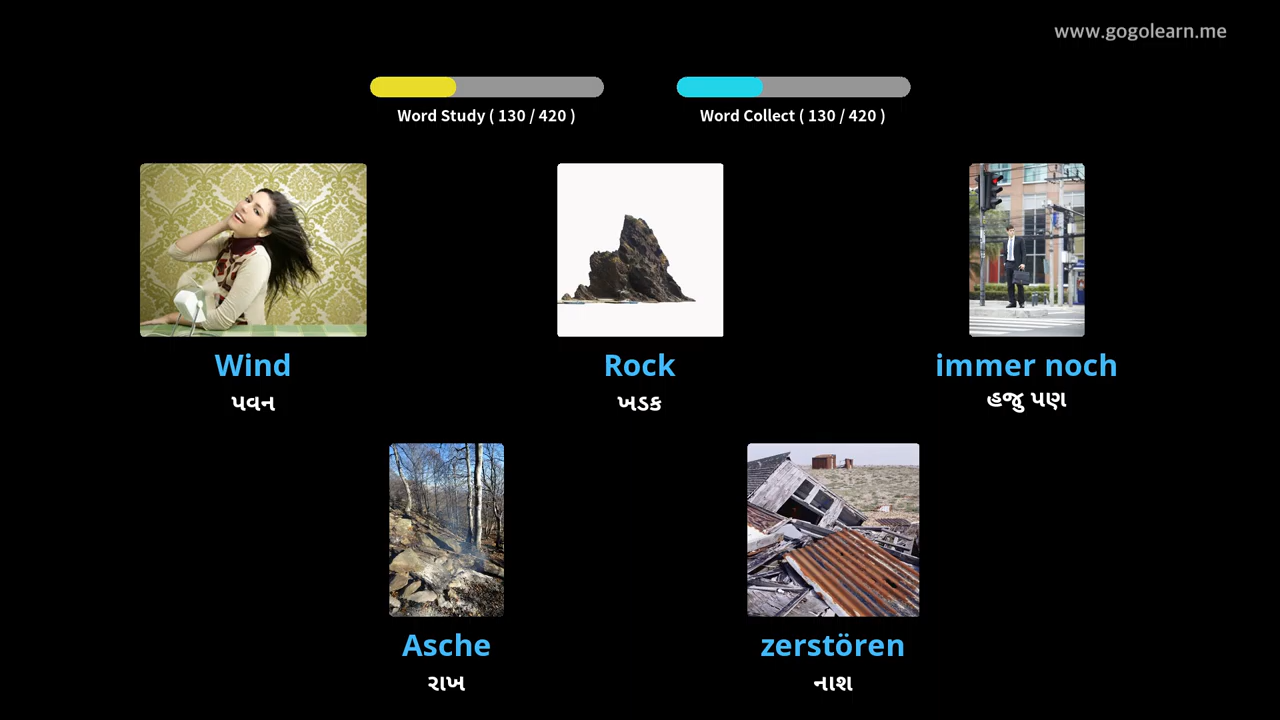 www.gogolearn.me
Word Study ( 130 / 420 )
Word Collect ( 130 / 420 )
Wind
પવન
Rock
ખડક
immer noch
હજુ પણ
Asche
રાખ
zerstören
નાશ